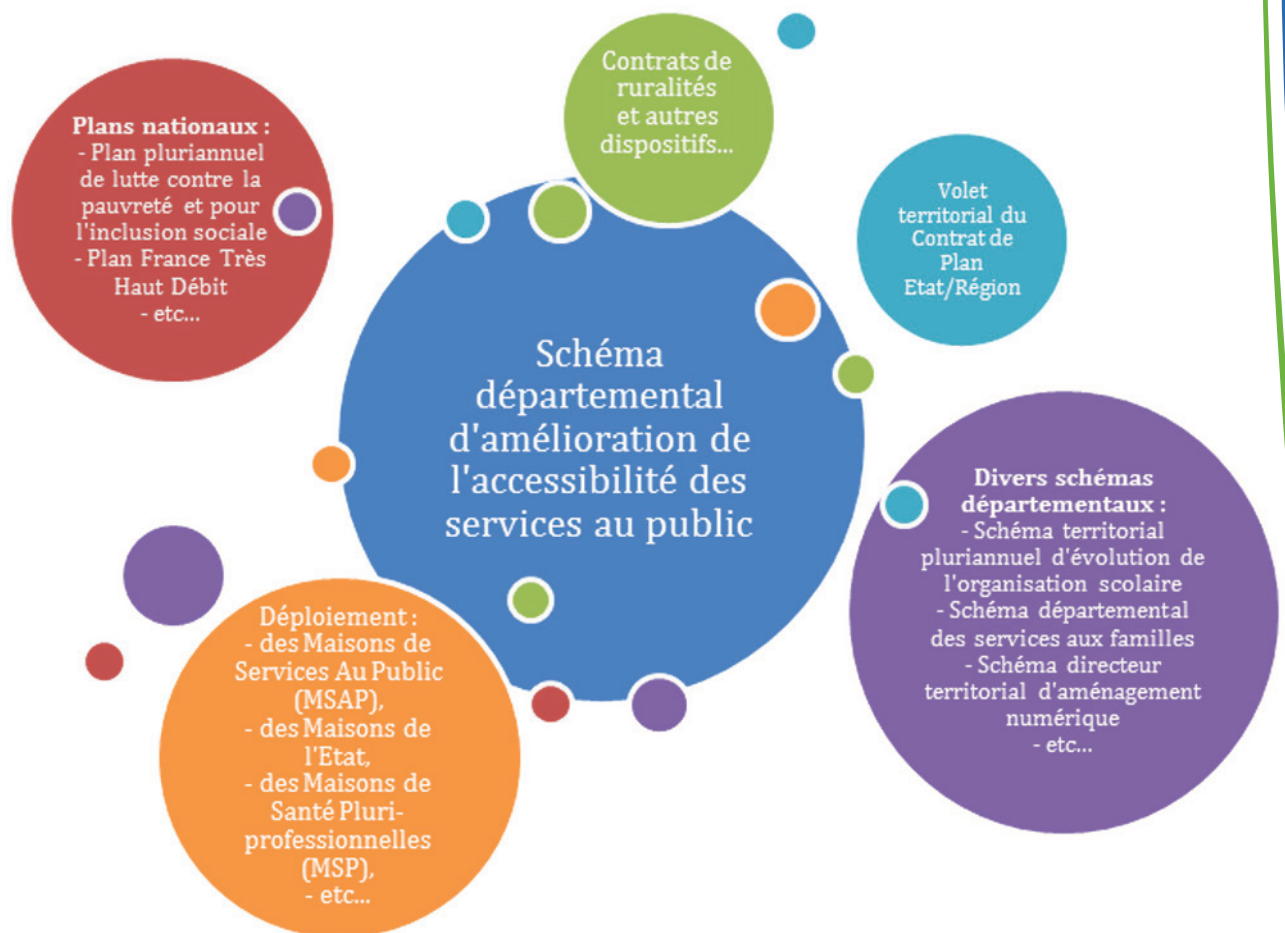 Contrats de
ruralités
et autres
dispositifs...
Plans nationaux :
- Plan pluriannuel
de lutte contre la
pauvreté et pour
l'inclusion sociale
- Plan France Très
Haut Débit
- etc...
Volet
territorial du
Contrat de
Plan
Etat/Région
Schéma
départemental
d'amélioration de
l'accessibilité des
services au public
Divers schémas
départementaux :
- Schéma territorial
pluriannuel d'évolution de
l'organisation scolaire
- Schéma départemental
des services aux familles
- Schéma directeur
territorial d'aménagement
numérique
- etc...
Déploiement :
- des Maisons de
Services Au Public
(MSAP),
- des Maisons de
l'Etat,
- des Maisons de
Santé Pluri-
professionnelles
(MSP),
- etc...